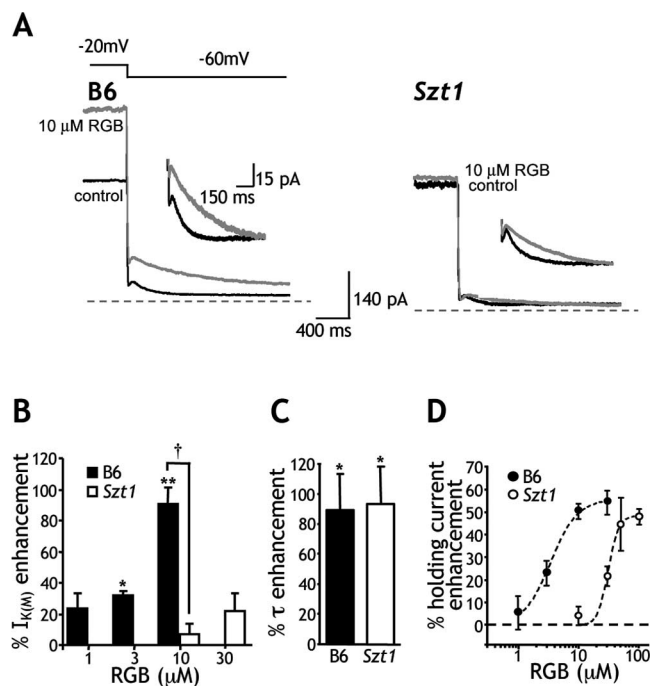 A
-20mV
-60mV
B6
Szt1
10 μM RGB
control
15 pA
150 ms
10 μM RGB
control
140 pA
400 ms
B
% IK(M) enhancement
120
100
80
60
40
20
0
B6
Szt1
*
**
†
1
3
10
30
RGB (μM)
C
% τ enhancement
120
100
80
60
40
20
0
*
*
B6
Szt1
D
% holding current
enhancement
70
60
50
40
30
20
10
0
B6
Szt1
1
10
100
RGB (μM)